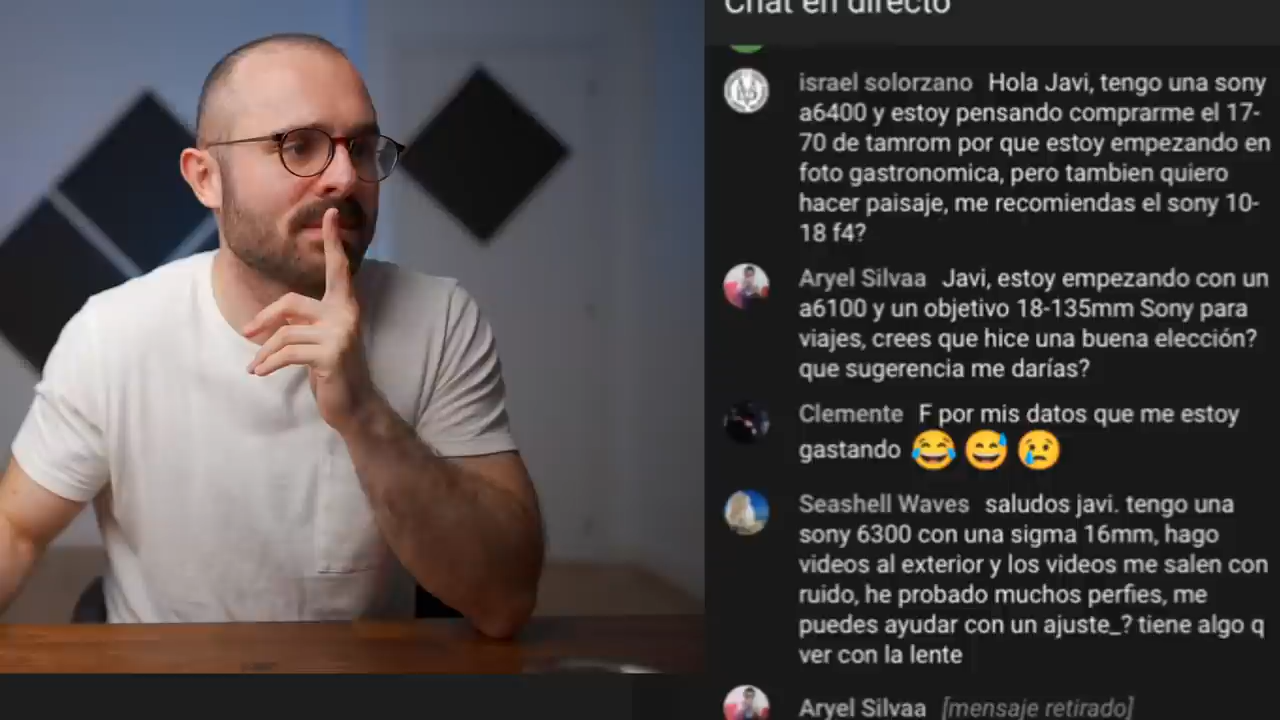 Chat en directo
israel solorzano Hola Javi, tengo una sony
a6400 y estoy pensando comprarme el 17-
70 de tamrom por que estoy empezando en
foto gastronomica, pero tambien quiero
hacer paisaje, me recomiendas el sony 10-
18 f4?
Aryel Silvaa Javi, estoy empezando con un
a6100 y un objetivo 18-135mm Sony para
viajes, crees que hice una buena elección?
que sugerencia me darías?
Clemente F por mis datos que me estoy
gastando 😂 😅 😢
Seashell Waves saludos javi. tengo una
sony 6300 con una sigma 16mm, hago
videos al exterior y los videos me salen con
ruido, he probado muchos perfies, me
puedes ayudar con un ajuste_? tiene algo q
ver con la lente
Aryel Silvaa [mensaje retirado]